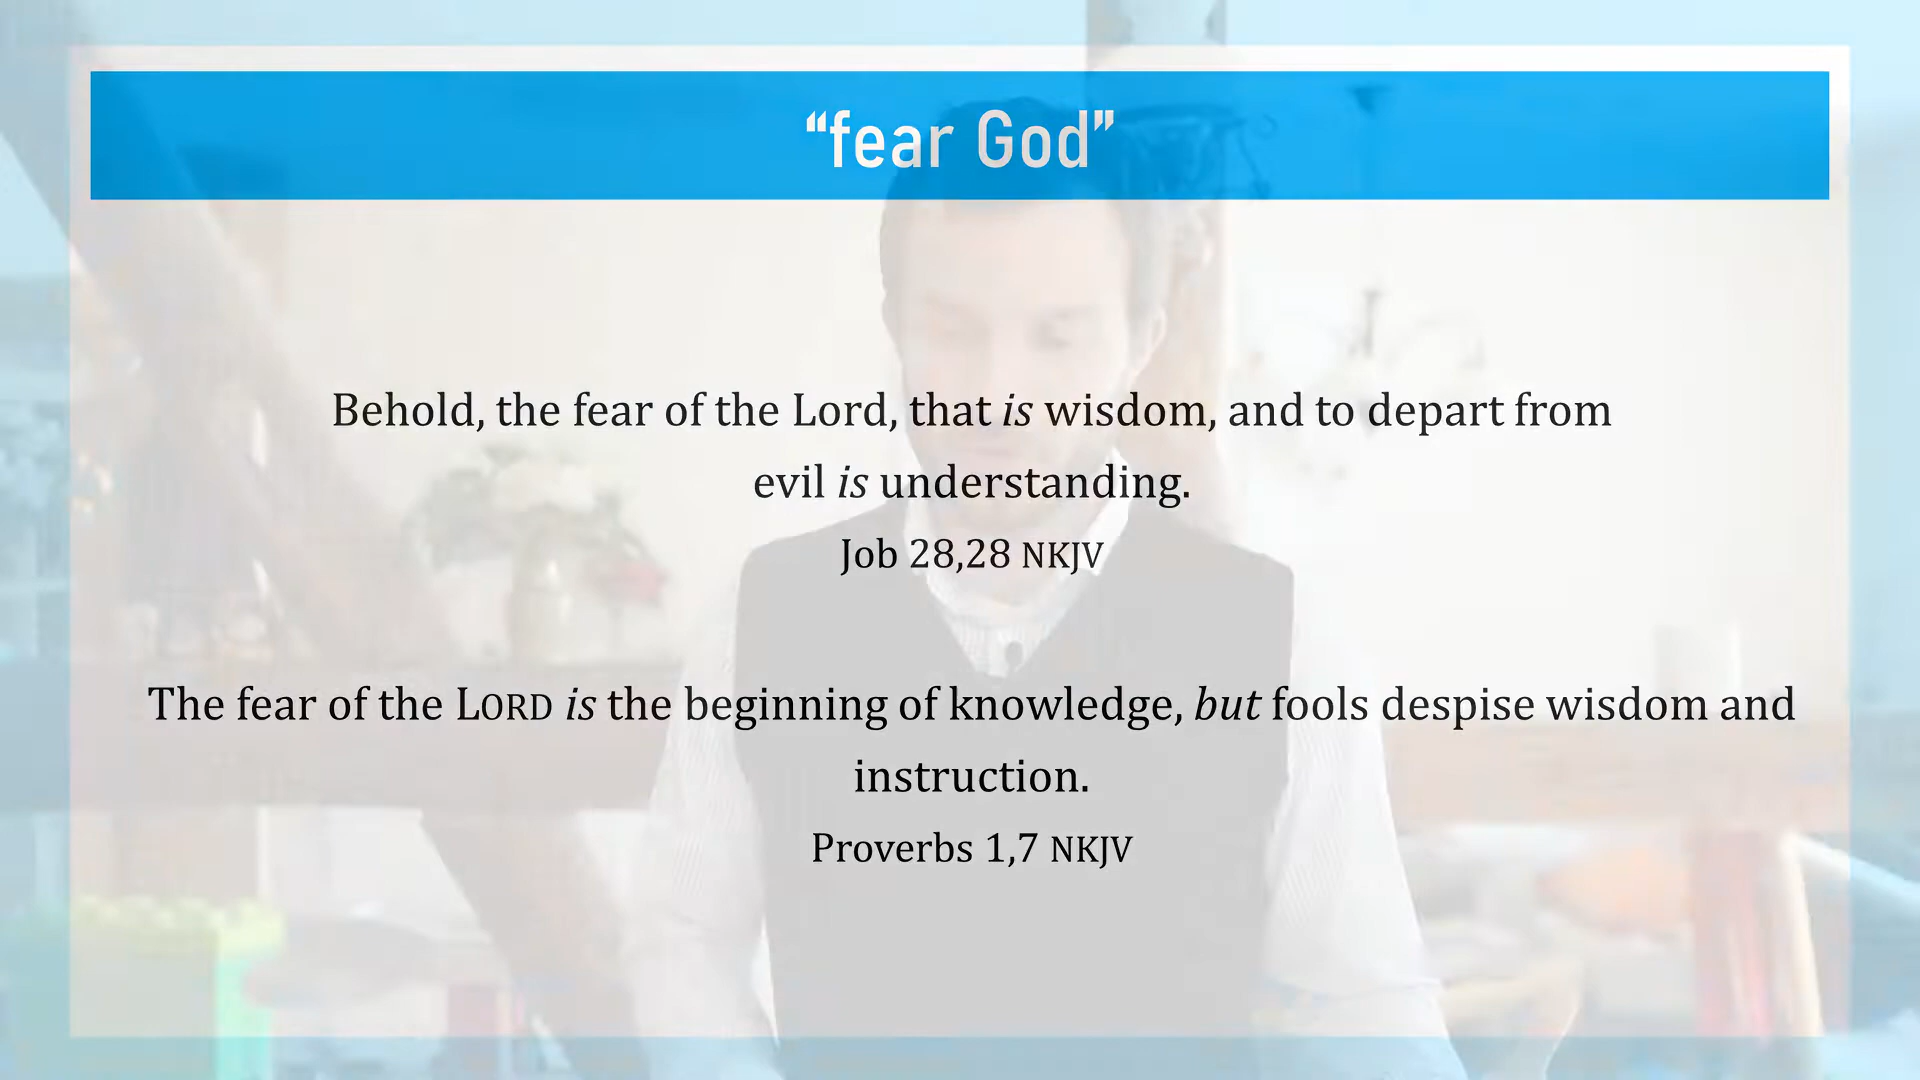 “fear God”
Behold, the fear of the Lord, that is wisdom, and to depart from
evil is understanding.
Job 28,28 NKJV
The fear of the LORD is the beginning of knowledge, but fools despise wisdom and
instruction.
Proverbs 1,7 NKJV